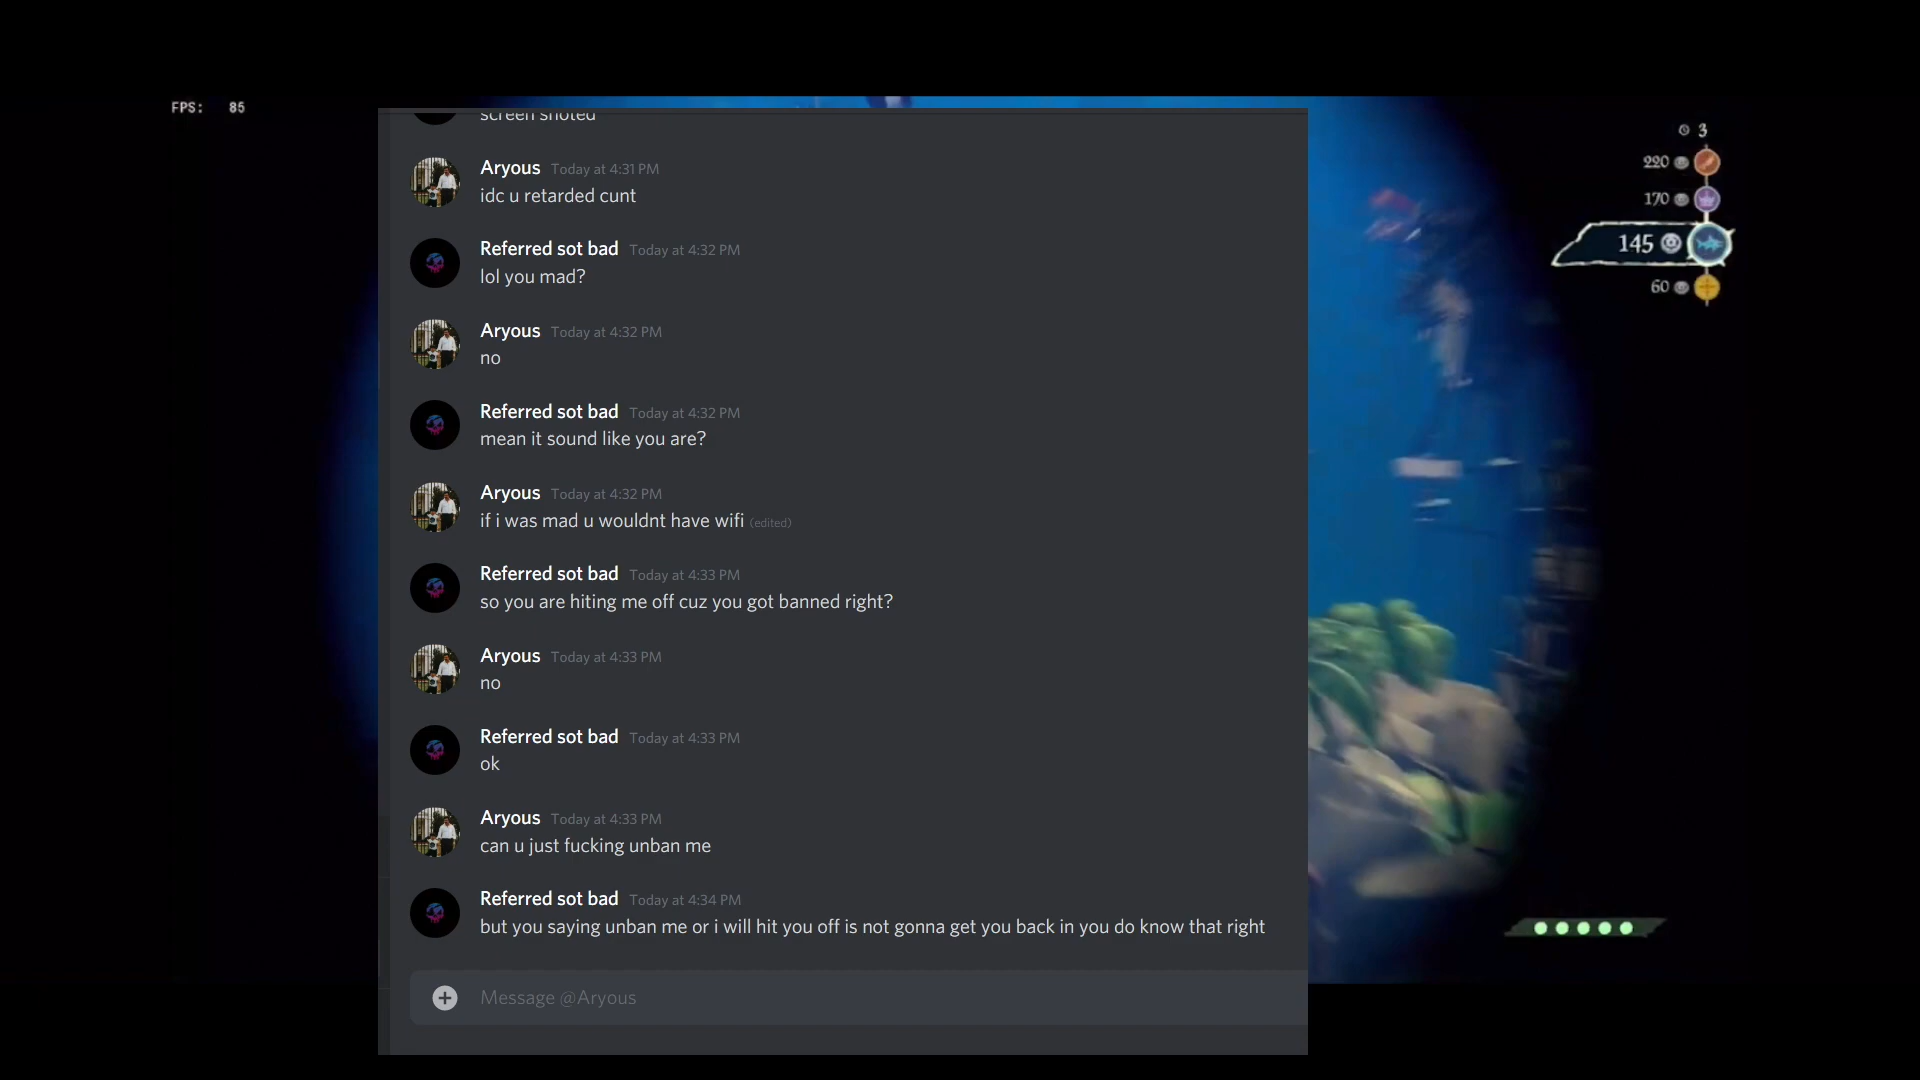 FPS: 85
screen shoted
Aryous Today at 4:31 PM
idc u retarded cunt
Referred sot bad Today at 4:32 PM
lol you mad?
Aryous Today at 4:32 PM
no
Referred sot bad Today at 4:32 PM
mean it sound like you are?
Aryous Today at 4:32 PM
if i was mad u wouldnt have wifi (edited)
Referred sot bad Today at 4:33 PM
so you are hiting me off cuz you got banned right?
Aryous Today at 4:33 PM
no
Referred sot bad Today at 4:33 PM
ok
Aryous Today at 4:33 PM
can u just fucking unban me
Referred sot bad Today at 4:34 PM
but you saying unban me or i will hit you off is not gonna get you back in you do know that right
Message @Aryous
3
220
170
145
60